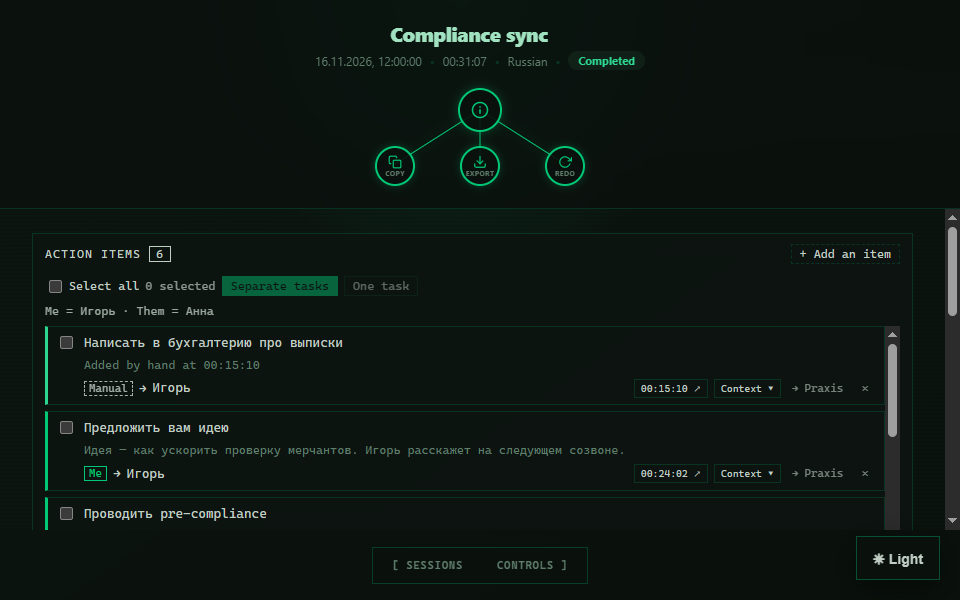 Compliance sync
16.11.2026, 12:00:00 • 00:31:07 • Russian • Completed
COPY
EXPORT
REDO
ACTION ITEMS 6
+ Add an item
Select all 0 selected Separate tasks One task
Me = Игорь · Them = Анна
Написать в бухгалтерию про выписки
Added by hand at 00:15:10
Manual → Игорь
00:15:10 ↗ Context ▾ → Praxis ×
Предложить вам идею
Идея — как ускорить проверку мерчантов. Игорь расскажет на следующем созвоне.
Me → Игорь
00:24:02 ↗ Context ▾ → Praxis ×
Проводить pre-compliance
[ SESSIONS CONTROLS ]
Light